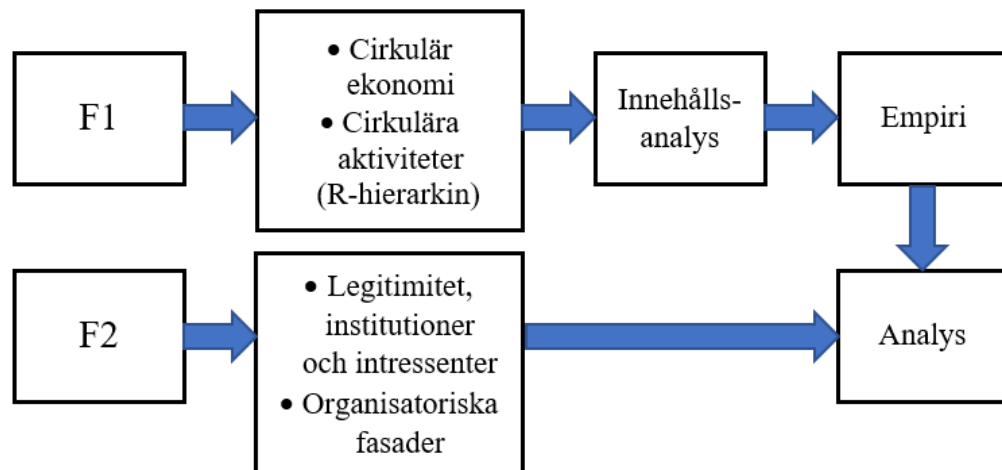 F1
• Cirkulär
ekonomi
• Cirkulära
aktiviteter
(R-hierarkin)
Innehålls-
analys
Empiri
F2
• Legitimitet,
institutioner
och intressenter
• Organisatoriska
fasader
Analys